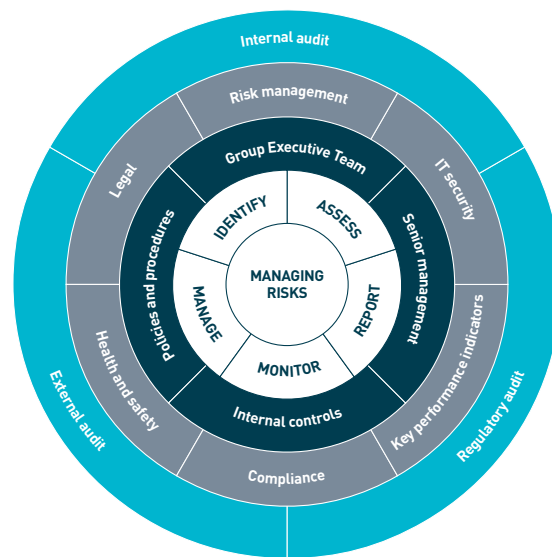 Internal audit
Risk management
Legal
IT security
Group Executive Team
Policies and procedures
Senior management
IDENTIFY
ASSESS
MANAGING
RISKS
MANAGE
REPORT
MONITOR
Internal controls
Health and safety
Key performance indicators
Compliance
External audit
Regulatory audit